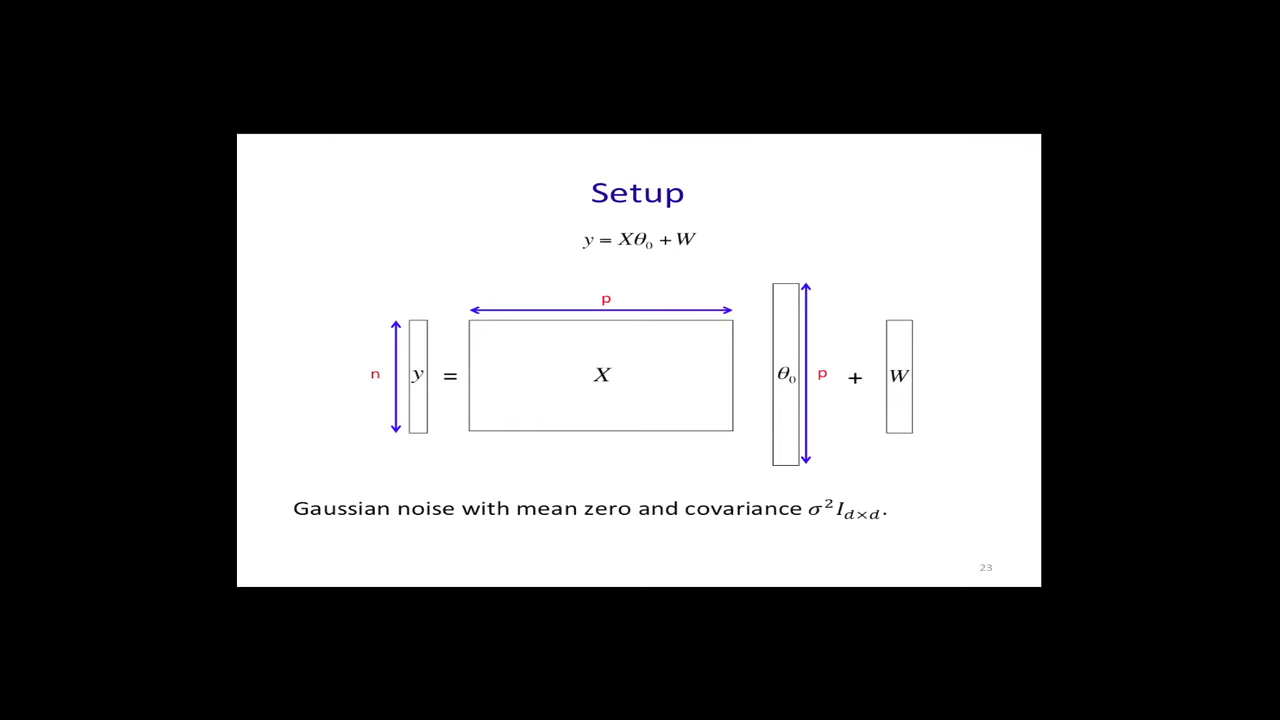 Setup
y = Xθ₀ + W
p
n y = X θ₀ p + W
Gaussian noise with mean zero and covariance σ²I_{d×d}.
23